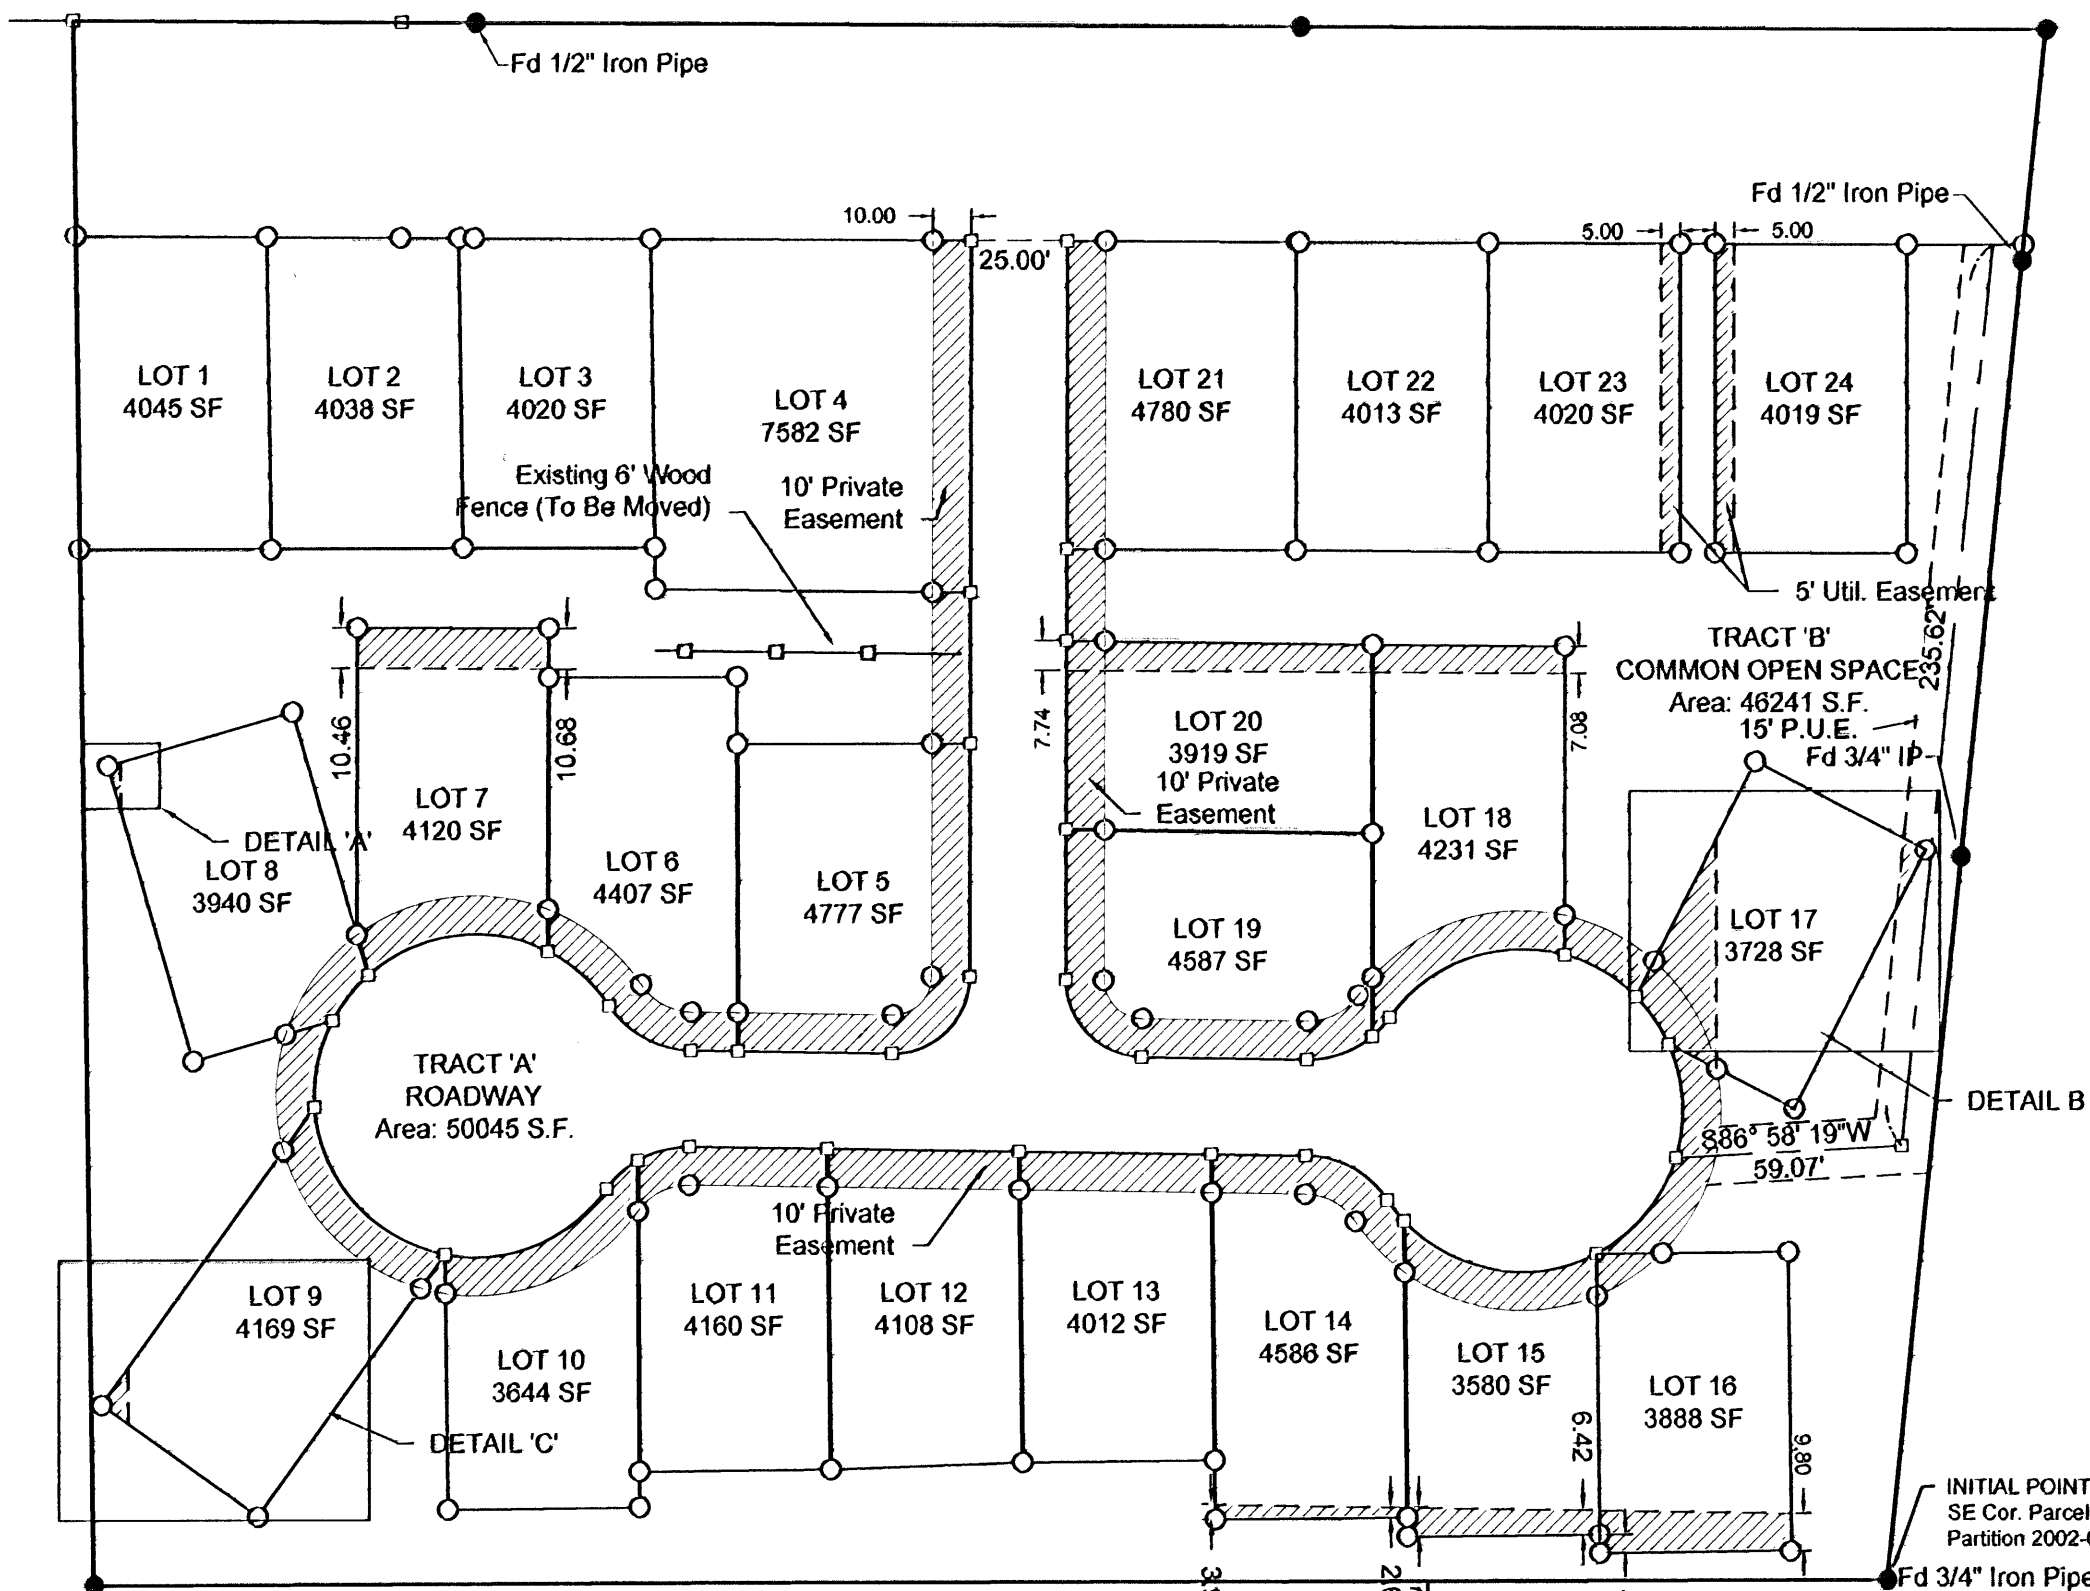 Fd 1/2" Iron Pipe
Fd 1/2" Iron Pipe
10.00
25.00'
5.00
5.00
LOT 1
4045 SF
LOT 2
4038 SF
LOT 3
4020 SF
LOT 4
7582 SF
LOT 21
4780 SF
LOT 22
4013 SF
LOT 23
4020 SF
LOT 24
4019 SF
Existing 6' Wood
Fence (To Be Moved)
10' Private
Easement
5' Util. Easement
235.62'
TRACT 'B'
COMMON OPEN SPACE
Area: 46241 S.F.
15' P.U.E.
Fd 3/4" IP
10.46
10.68
7.74
7.08
LOT 20
3919 SF
10' Private
Easement
LOT 7
4120 SF
DETAIL 'A'
LOT 8
3940 SF
LOT 6
4407 SF
LOT 5
4777 SF
LOT 18
4231 SF
LOT 19
4587 SF
LOT 17
3728 SF
DETAIL B
TRACT 'A'
ROADWAY
Area: 50045 S.F.
S86° 58' 19"W
59.07'
10' Private
Easement
LOT 9
4169 SF
LOT 10
3644 SF
LOT 11
4160 SF
LOT 12
4108 SF
LOT 13
4012 SF
LOT 14
4586 SF
LOT 15
3580 SF
LOT 16
3888 SF
6.42
9.80
DETAIL 'C'
INITIAL POINT
SE Cor. Parcel
Partition 2002-
Fd 3/4" Iron Pipe